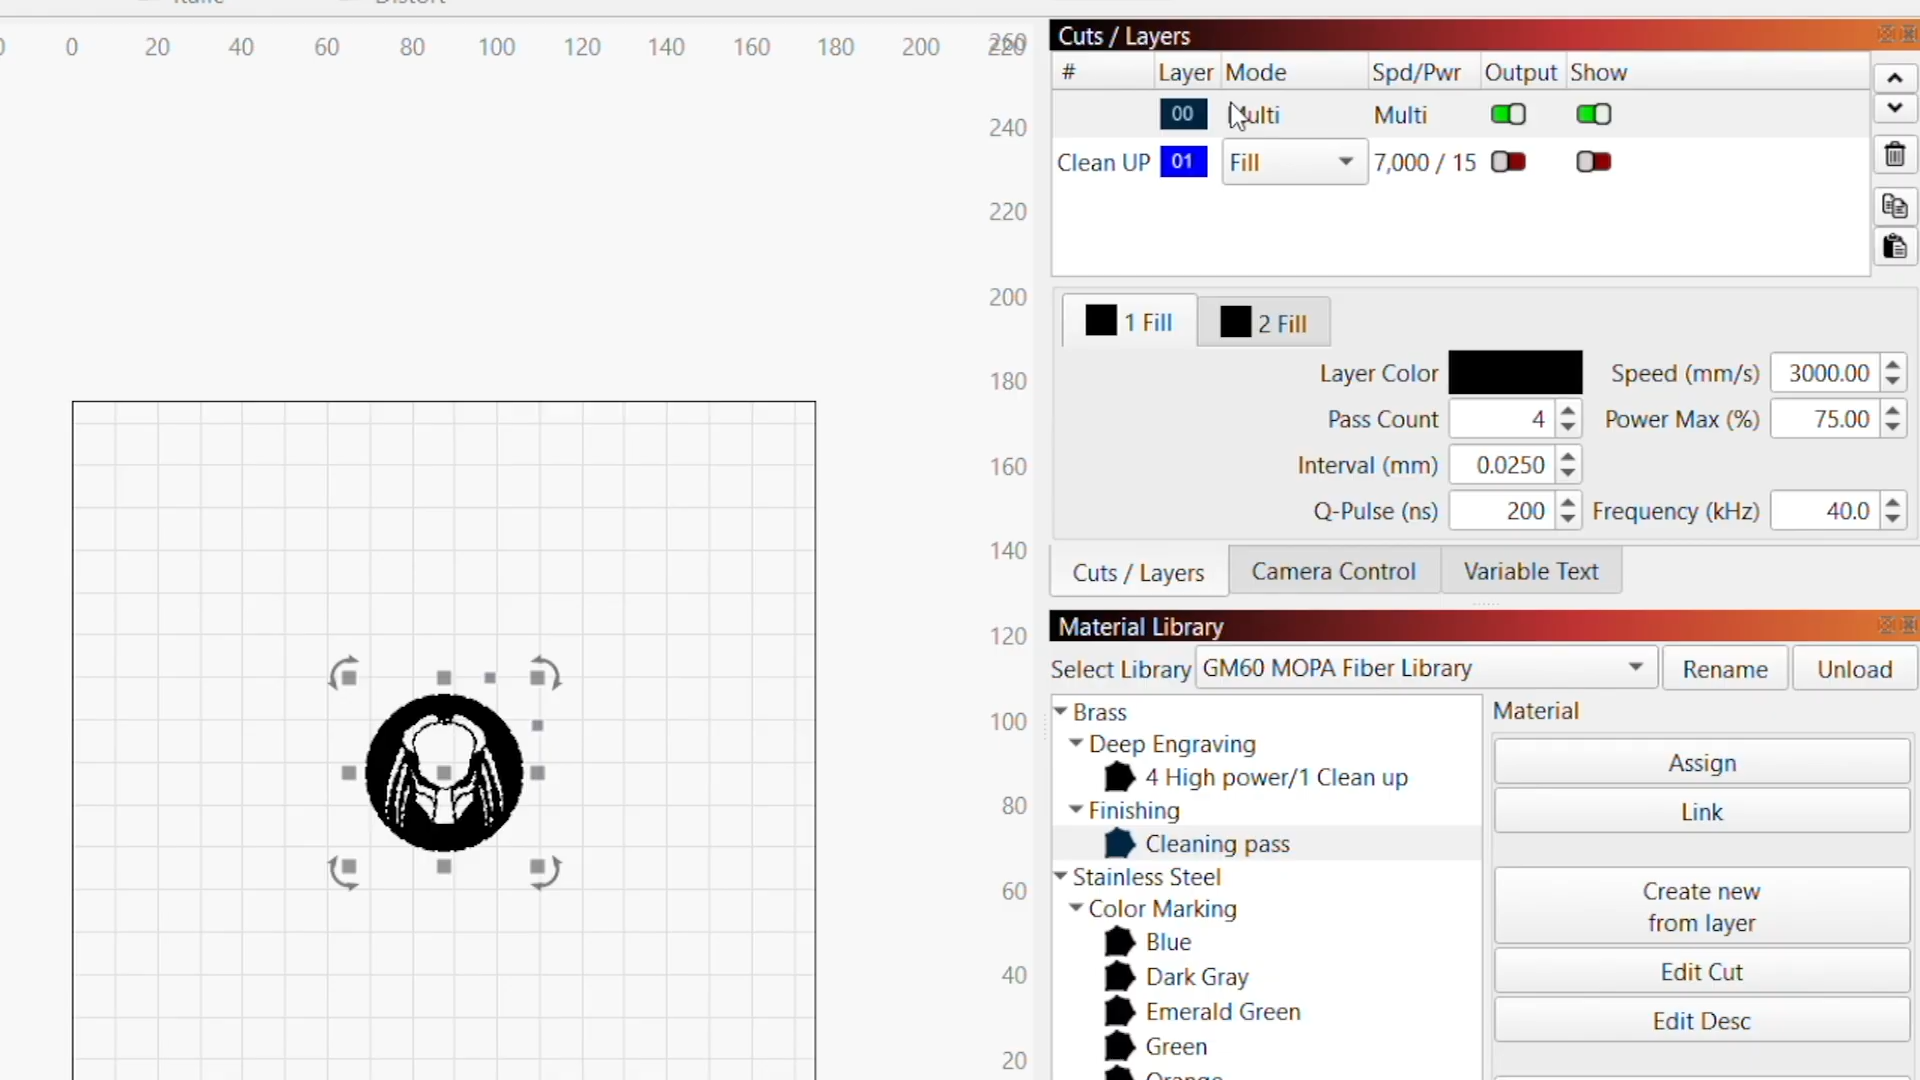 Italic Distort
0 20 40 60 80 100 120 140 160 180 200 220
240
220
200
180
160
140
120
100
80
60
40
20
Cuts / Layers
# Layer Mode Spd/Pwr Output Show
00 Multi Multi
Clean UP 01 Fill 7,000 / 15
1 Fill 2 Fill
Layer Color Speed (mm/s) 3000.00
Pass Count 4 Power Max (%) 75.00
Interval (mm) 0.0250
Q-Pulse (ns) 200 Frequency (kHz) 40.0
Cuts / Layers Camera Control Variable Text
Material Library
Select Library GM60 MOPA Fiber Library Rename Unload
Brass
Deep Engraving
4 High power/1 Clean up
Finishing
Cleaning pass
Stainless Steel
Color Marking
Blue
Dark Gray
Emerald Green
Green
Orange
Material
Assign
Link
Create new
from layer
Edit Cut
Edit Desc